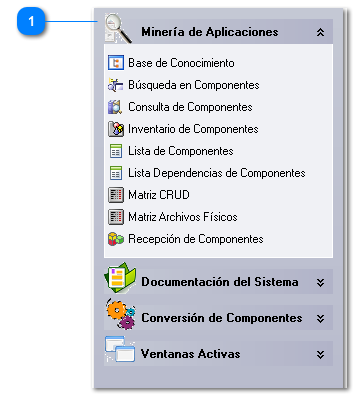 1
Minería de Aplicaciones
Base de Conocimiento
Búsqueda en Componentes
Consulta de Componentes
Inventario de Componentes
Lista de Componentes
Lista Dependencias de Componentes
Matriz CRUD
Matriz Archivos Físicos
Recepción de Componentes
Documentación del Sistema
Conversión de Componentes
Ventanas Activas